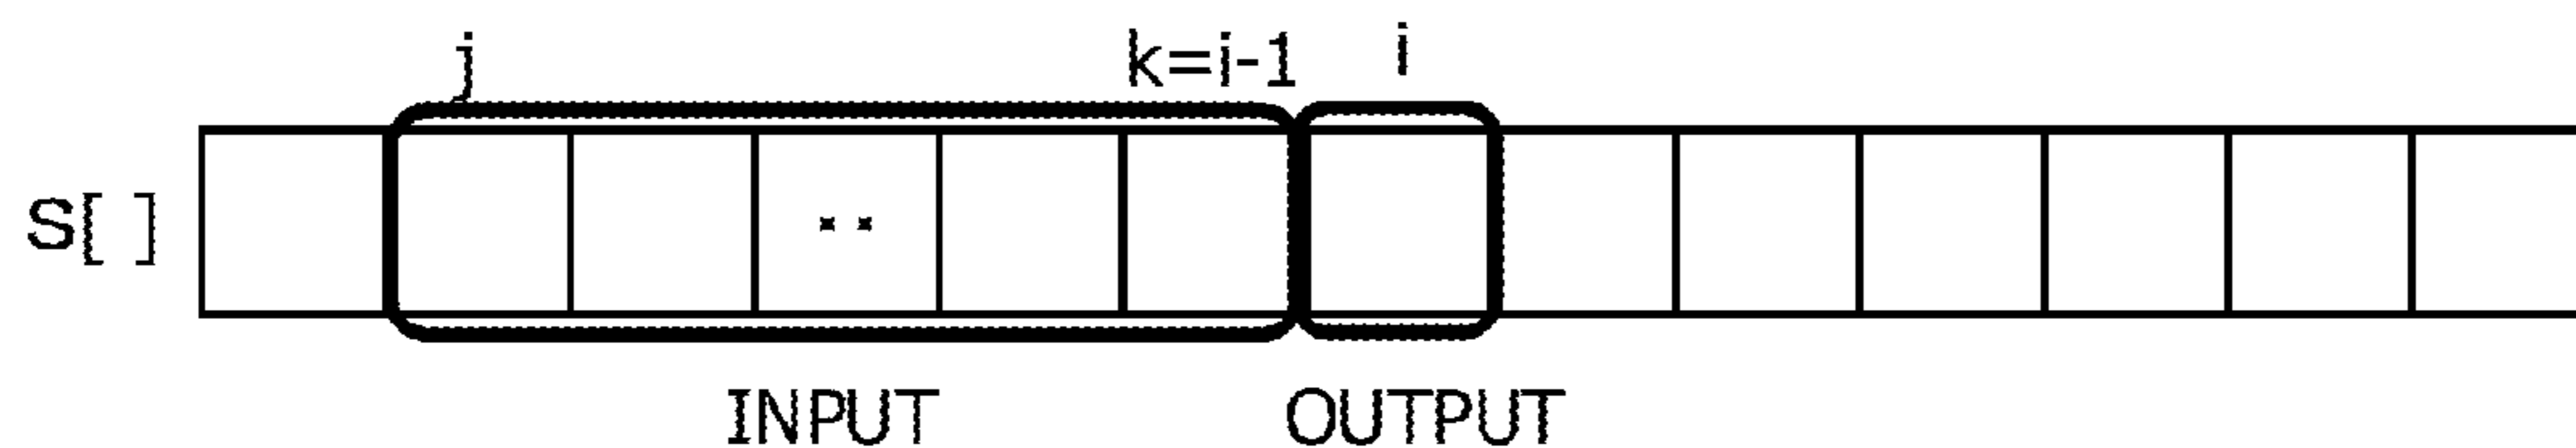 j k=i-1 i
S[ ] ..
INPUT OUTPUT